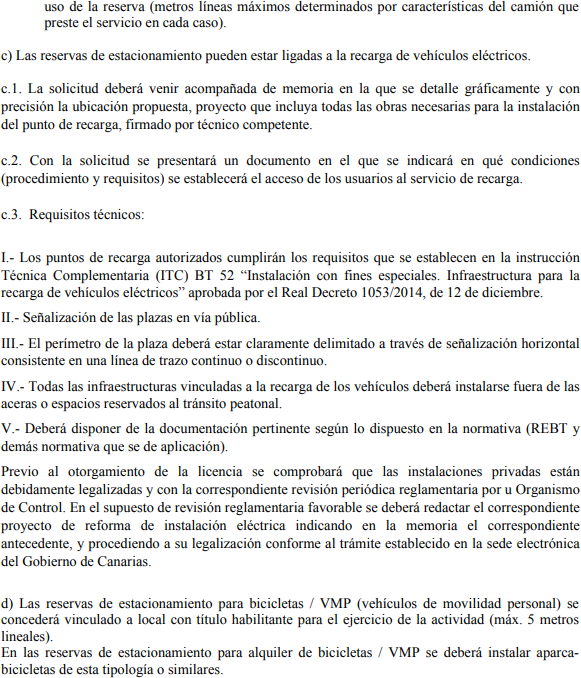 uso de la reserva (metros líneas máximos determinados por características del camión que
preste el servicio en cada caso).
c) Las reservas de estacionamiento pueden estar ligadas a la recarga de vehículos eléctricos.
c.1. La solicitud deberá venir acompañada de memoria en la que se detalle gráficamente y con
precisión la ubicación propuesta, proyecto que incluya todas las obras necesarias para la instalación
del punto de recarga, firmado por técnico competente.
c.2. Con la solicitud se presentará un documento en el que se indicará en qué condiciones
(procedimiento y requisitos) se establecerá el acceso de los usuarios al servicio de recarga.
c.3. Requisitos técnicos:
I.- Los puntos de recarga autorizados cumplirán los requisitos que se establecen en la instrucción
Técnica Complementaria (ITC) BT 52 “Instalación con fines especiales. Infraestructura para la
recarga de vehículos eléctricos” aprobada por el Real Decreto 1053/2014, de 12 de diciembre.
II.- Señalización de las plazas en vía pública.
III.- El perímetro de la plaza deberá estar claramente delimitado a través de señalización horizontal
consistente en una línea de trazo continuo o discontinuo.
IV.- Todas las infraestructuras vinculadas a la recarga de los vehículos deberá instalarse fuera de las
aceras o espacios reservados al tránsito peatonal.
V.- Deberá disponer de la documentación pertinente según lo dispuesto en la normativa (REBT y
demás normativa que se de aplicación).
Previo al otorgamiento de la licencia se comprobará que las instalaciones privadas están
debidamente legalizadas y con la correspondiente revisión periódica reglamentaria por u Organismo
de Control. En el supuesto de revisión reglamentaria favorable se deberá redactar el correspondiente
proyecto de reforma de instalación eléctrica indicando en la memoria el correspondiente
antecedente, y procediendo a su legalización conforme al trámite establecido en la sede electrónica
del Gobierno de Canarias.
d) Las reservas de estacionamiento para bicicletas / VMP (vehículos de movilidad personal) se
concederá vinculado a local con título habilitante para el ejercicio de la actividad (máx. 5 metros
lineales).
En las reservas de estacionamiento para alquiler de bicicletas / VMP se deberá instalar aparca-
bicicletas de esta tipología o similares.